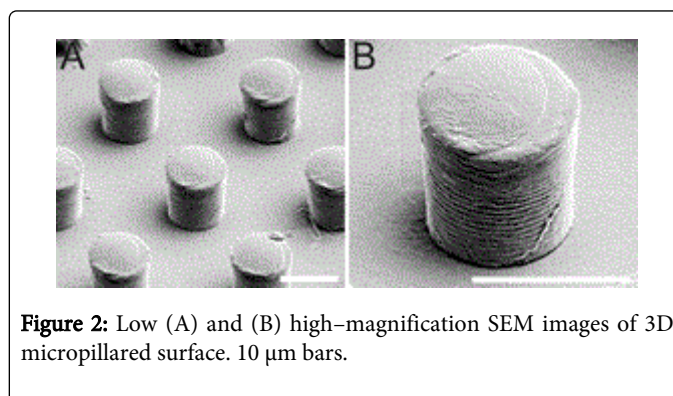 A
B
Figure 2: Low (A) and (B) high–magnification SEM images of 3D
micropillared surface. 10 μm bars.